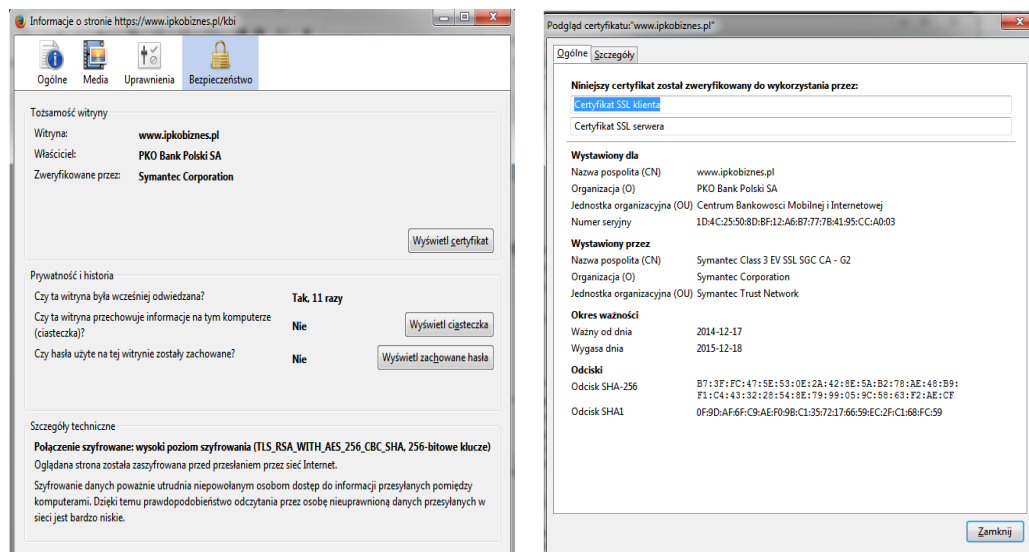 Informacje o stronie https://www.ipkobiznes.pl/kbi
Ogólne Media Uprawnienia Bezpieczeństwo
Tożsamość witryny
Witryna: www.ipkobiznes.pl
Właściciel: PKO Bank Polski SA
Zweryfikowane przez: Symantec Corporation
Wyświetl certyfikat
Prywatność i historia
Czy ta witryna była wcześniej odwiedzana? Tak, 11 razy
Czy ta witryna przechowuje informacje na tym komputerze
(ciasteczka)? Nie Wyświetl ciasteczka
Czy hasła użyte na tej witrynie zostały zachowane? Nie Wyświetl zachowane hasła
Szczegóły techniczne
Połączenie szyfrowane: wysoki poziom szyfrowania (TLS_RSA_WITH_AES_256_CBC_SHA, 256-bitowe klucze)
Oglądana strona została zaszyfrowana przed przesłaniem przez sieć Internet.
Szyfrowanie danych poważnie utrudnia niepowołanym osobom dostęp do informacji przesyłanych pomiędzy
komputerami. Dzięki temu prawdopodobieństwo odczytania przez osobę nieuprawnioną danych przesyłanych w
sieci jest bardzo niskie.
Podgląd certyfikatu:"www.ipkobiznes.pl"
Ogólne Szczegóły
Niniejszy certyfikat został zweryfikowany do wykorzystania przez:
Certyfikat SSL klienta
Certyfikat SSL serwera
Wystawiony dla
Nazwa pospolita (CN) www.ipkobiznes.pl
Organizacja (O) PKO Bank Polski SA
Jednostka organizacyjna (OU) Centrum Bankowosci Mobilnej i Internetowej
Numer seryjny 1D:4C:25:50:8D:BF:12:A6:B7:77:7B:41:95:CC:A0:03
Wystawiony przez
Nazwa pospolita (CN) Symantec Class 3 EV SSL SGC CA - G2
Organizacja (O) Symantec Corporation
Jednostka organizacyjna (OU) Symantec Trust Network
Okres ważności
Ważny od dnia 2014-12-17
Wygasa dnia 2015-12-18
Odciski
Odcisk SHA-256 B7:3F:FC:47:5E:53:0E:2A:42:8E:5A:B2:78:AE:48:B9:
F1:C4:43:32:28:54:8E:79:99:05:9C:58:63:F2:AE:CF
Odcisk SHA1 0F:9D:AF:6F:C9:AE:F0:9B:C1:35:72:17:66:59:EC:2F:C1:68:FC:59
Zamknij